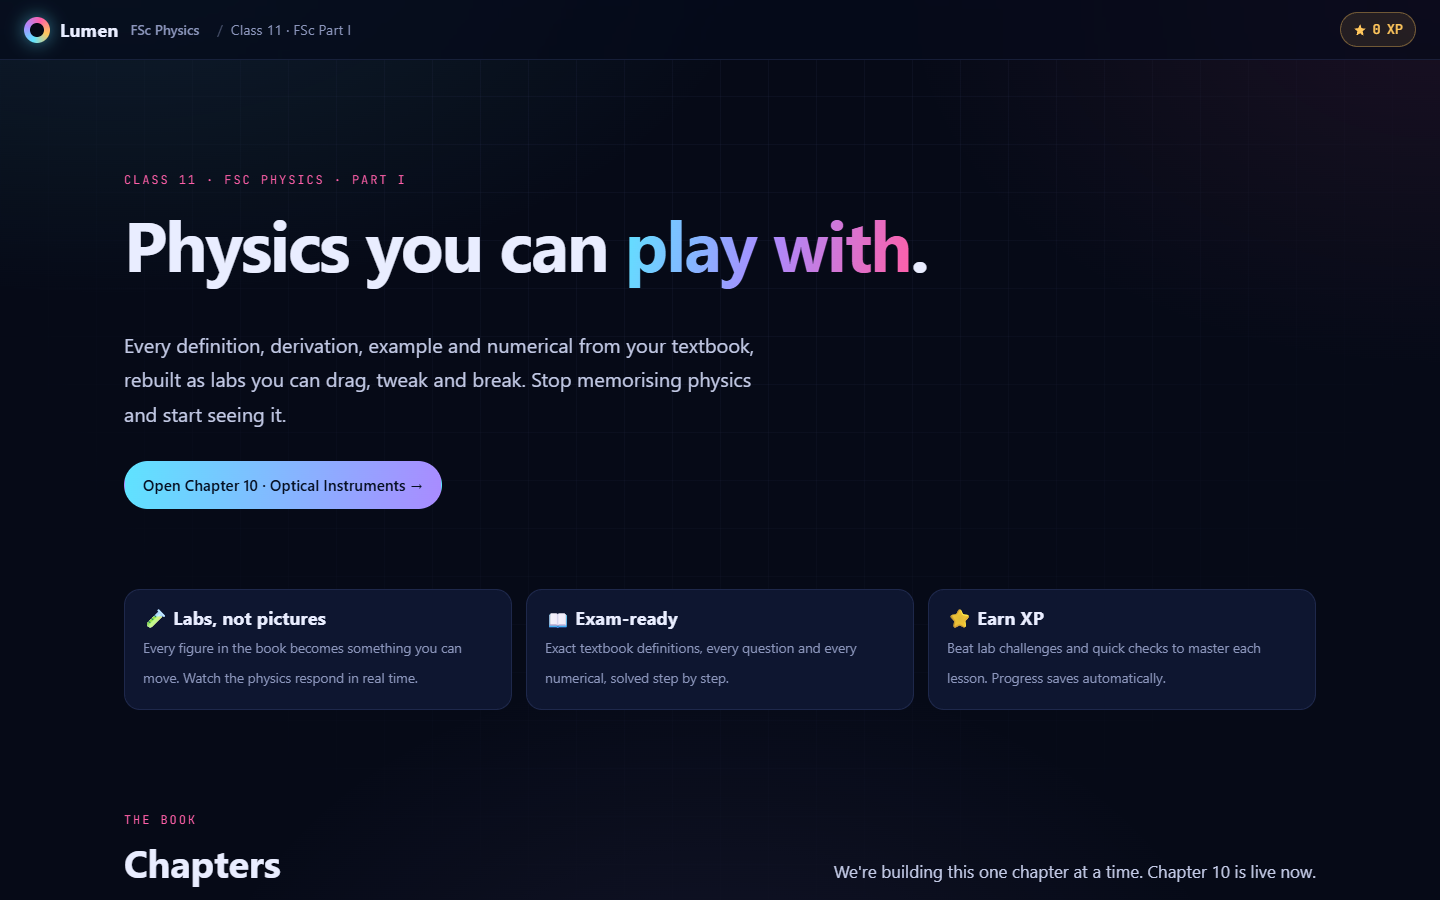 Lumen FSc Physics / Class 11 · FSc Part I
★ 0 XP
CLASS 11 · FSC PHYSICS · PART I
Physics you can play with.
Every definition, derivation, example and numerical from your textbook,
rebuilt as labs you can drag, tweak and break. Stop memorising physics
and start seeing it.
Open Chapter 10 · Optical Instruments →
Labs, not pictures
Every figure in the book becomes something you can
move. Watch the physics respond in real time.
Exam-ready
Exact textbook definitions, every question and every
numerical, solved step by step.
Earn XP
Beat lab challenges and quick checks to master each
lesson. Progress saves automatically.
THE BOOK
Chapters
We're building this one chapter at a time. Chapter 10 is live now.